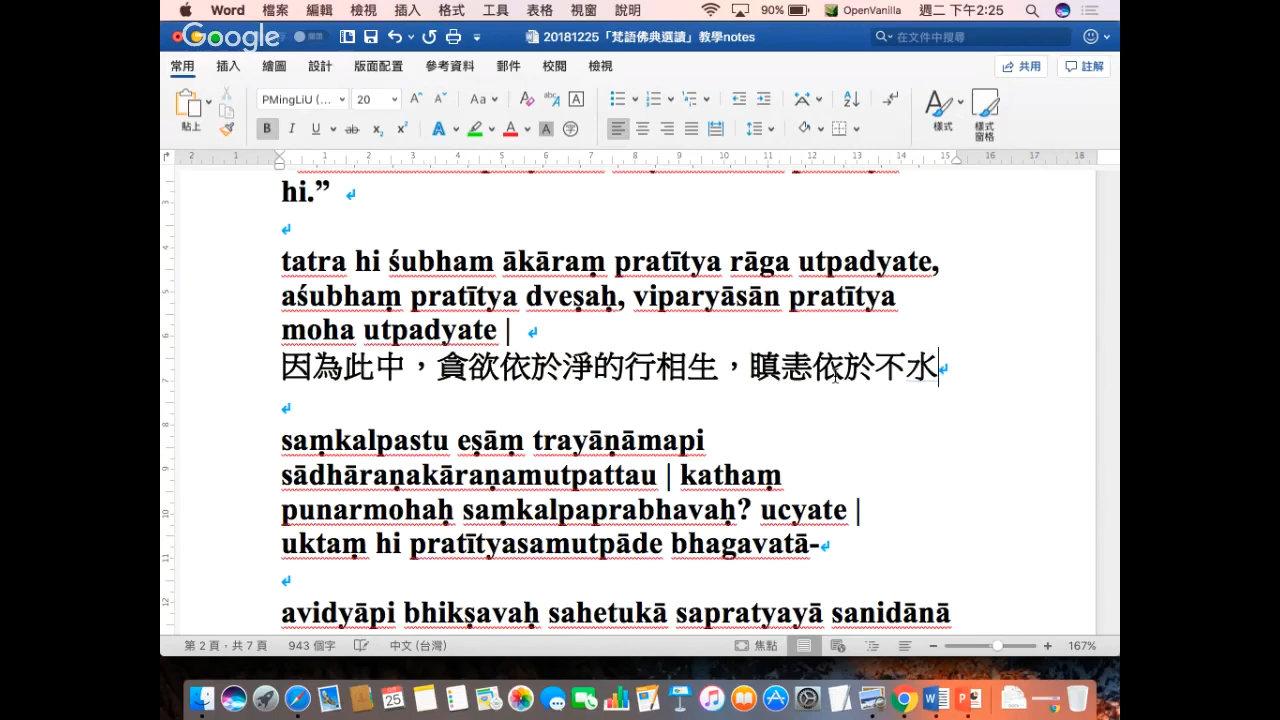 Word 檔案 編輯 檢視 插入 格式 工具 表格 視窗 說明 90% OpenVanilla 週二 下午2:25
Google 20181225「梵語佛典選讀」教學notes 在文件中搜尋
常用 插入 繪圖 設計 版面配置 參考資料 郵件 校閱 檢視 共用 註解
貼上 PMingLiU (... 20 樣式 樣式窗格
hi.”
tatra hi śubham ākāraṃ pratītya rāga utpadyate,
aśubhaṃ pratītya dveṣaḥ, viparyāsān pratītya
moha utpadyate |
因為此中，貪欲依於淨的行相生，瞋恚依於不水
saṃkalpastu eṣāṃ trayāṇāmapi
sādhāraṇakāraṇamutpattau | kathaṃ
punarmohaḥ saṃkalpaprabhavaḥ? ucyate |
uktaṃ hi pratītyasamutpāde bhagavatā-
avidyāpi bhikṣavaḥ sahetukā sapratyayā sanidānā
第 2 頁，共 7 頁 943 個字 中文 (台灣) 焦點 167%